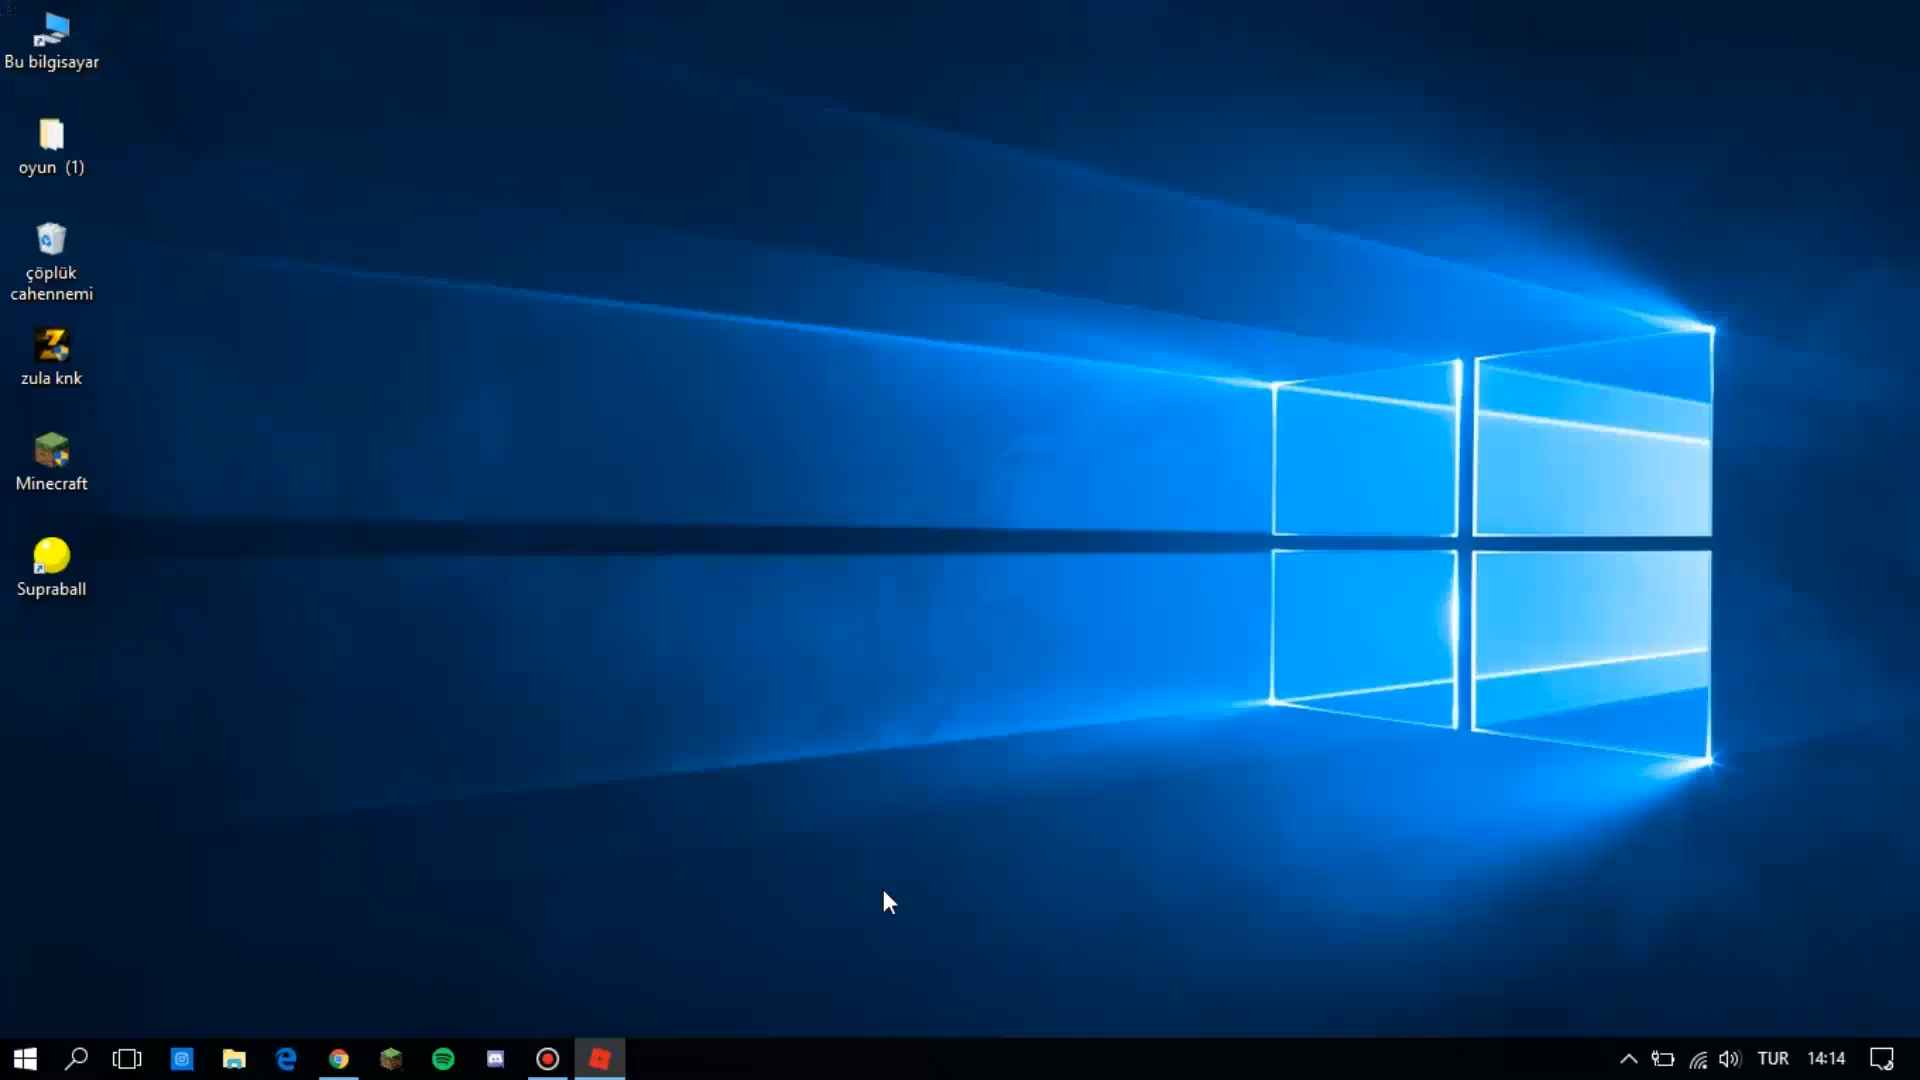 Bu bilgisayar
oyun (1)
çöplük
cahennemi
zula knk
Minecraft
Supraball
TUR
14:14